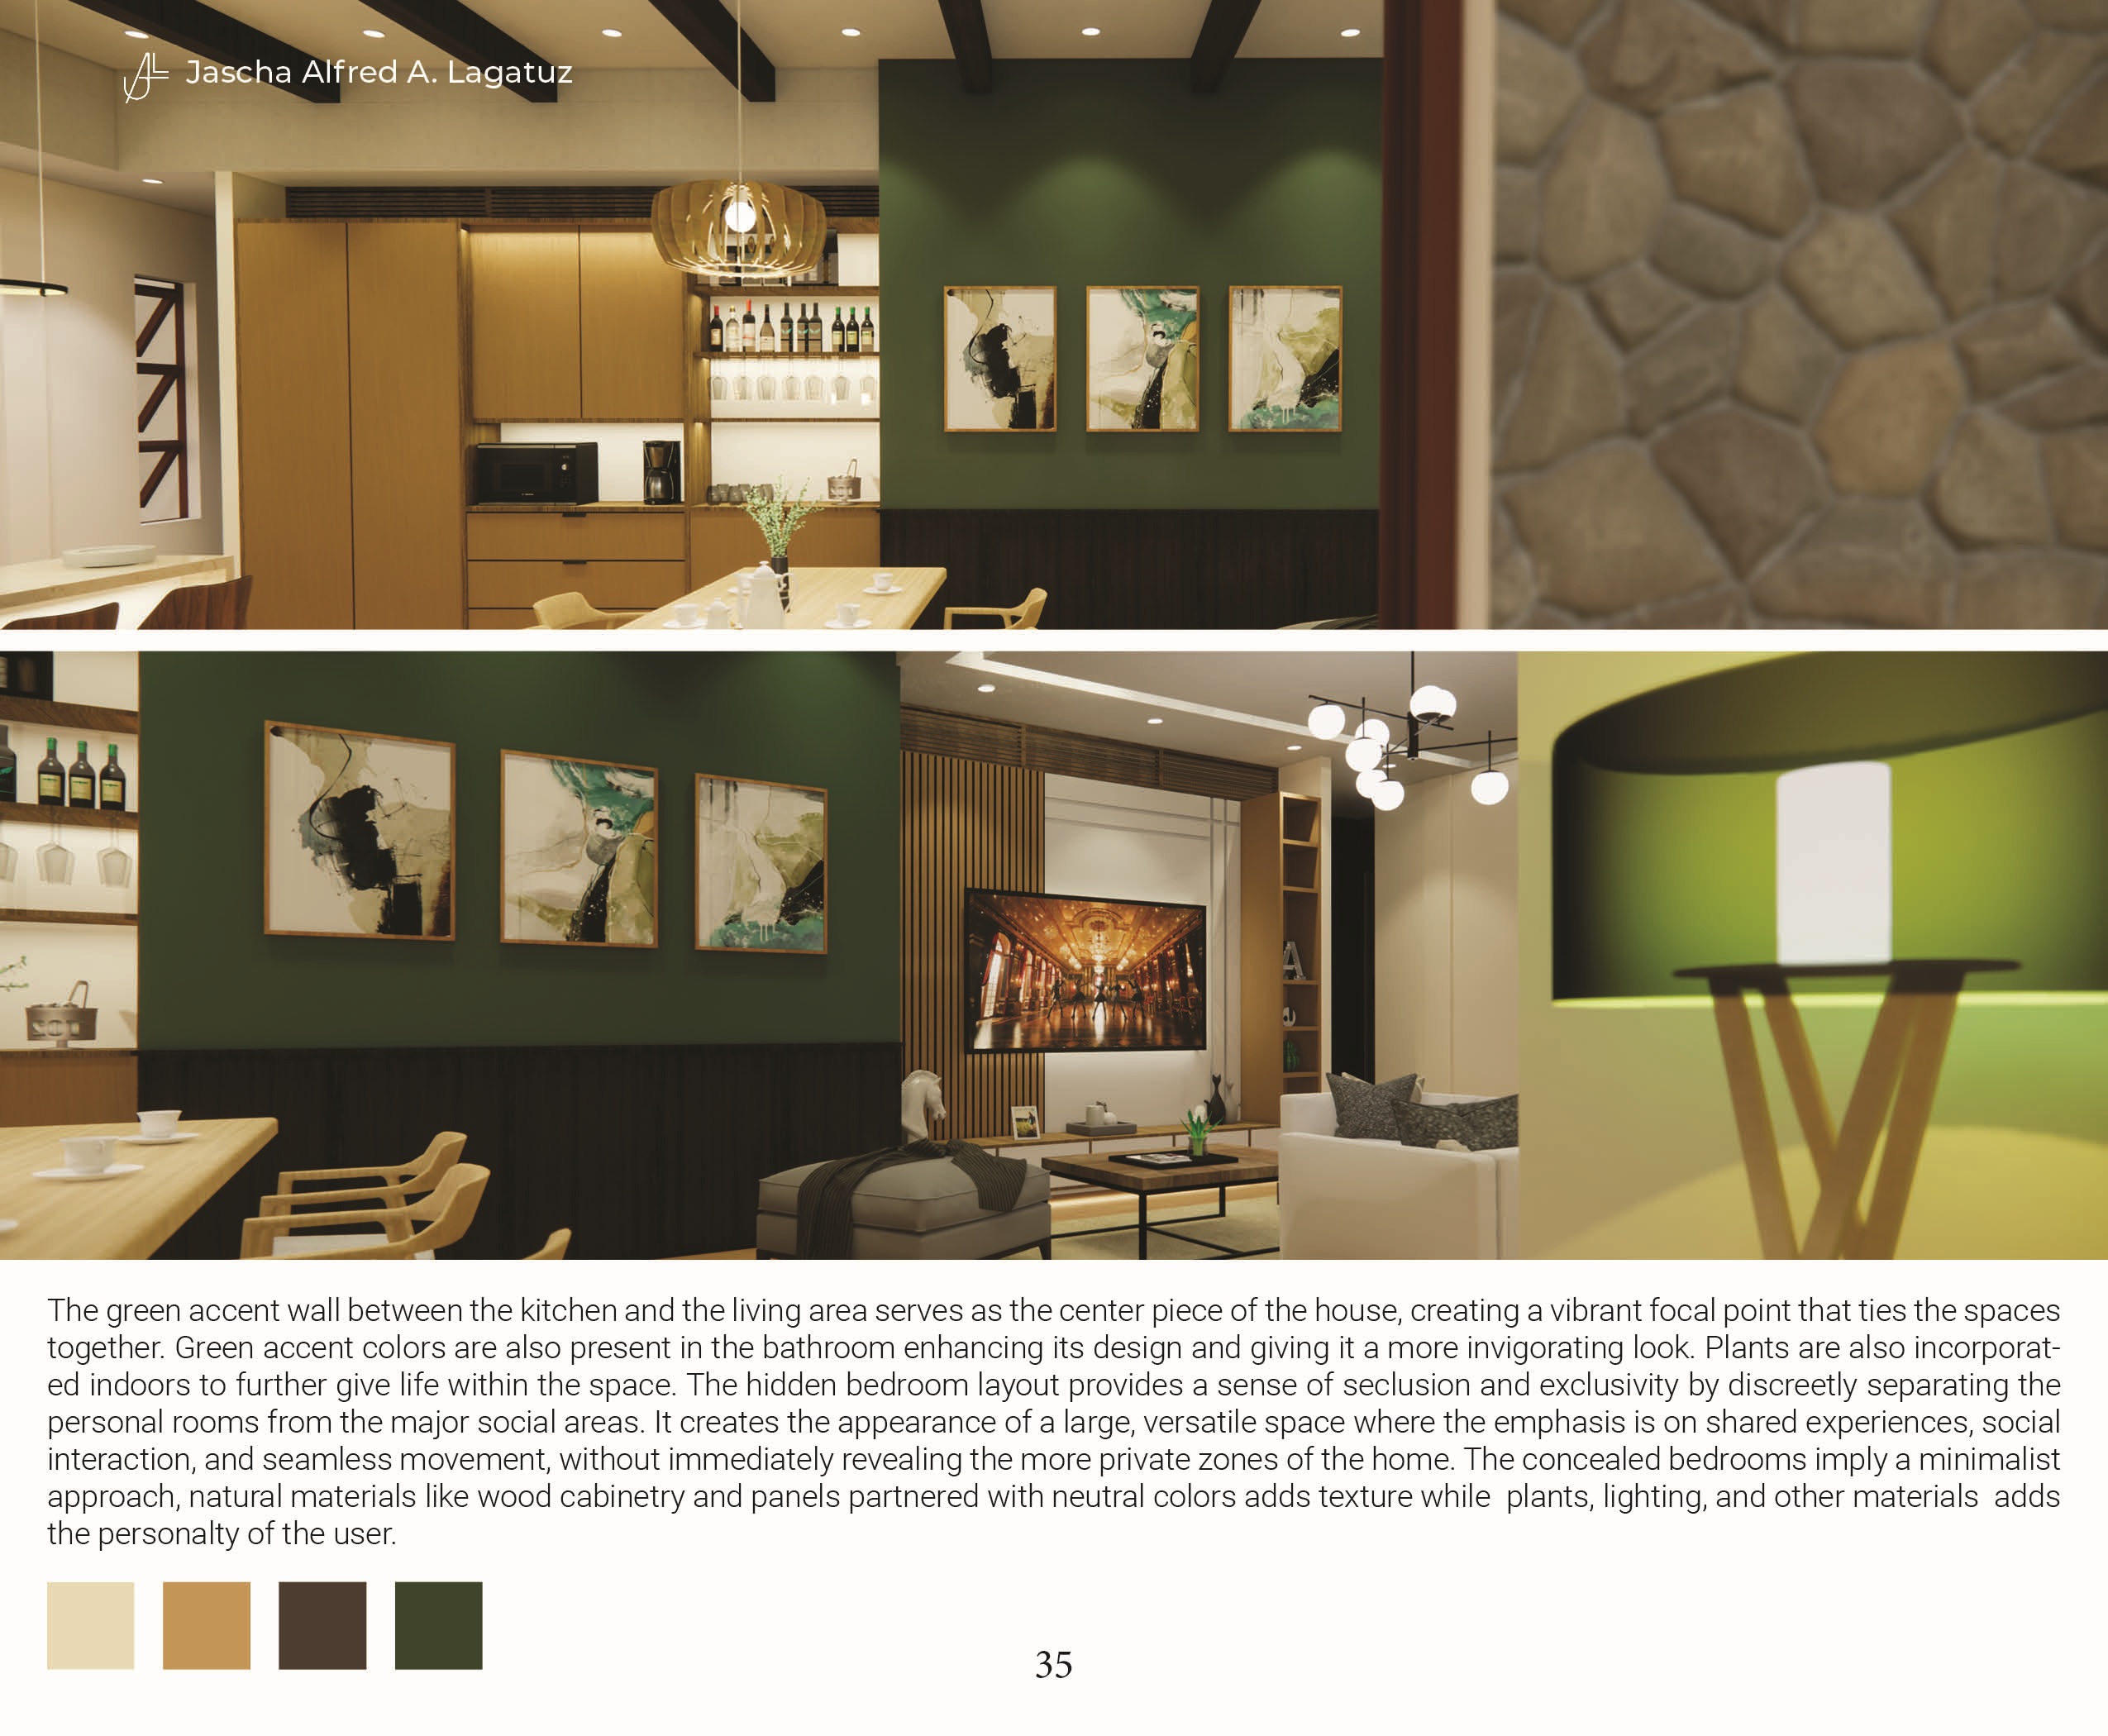 Jascha Alfred A. Lagatuz
A
The green accent wall between the kitchen and the living area serves as the center piece of the house, creating a vibrant focal point that ties the spaces
together. Green accent colors are also present in the bathroom enhancing its design and giving it a more invigorating look. Plants are also incorporat-
ed indoors to further give life within the space. The hidden bedroom layout provides a sense of seclusion and exclusivity by discreetly separating the
personal rooms from the major social areas. It creates the appearance of a large, versatile space where the emphasis is on shared experiences, social
interaction, and seamless movement, without immediately revealing the more private zones of the home. The concealed bedrooms imply a minimalist
approach, natural materials like wood cabinetry and panels partnered with neutral colors adds texture while  plants, lighting, and other materials  adds
the personalty of the user.
35